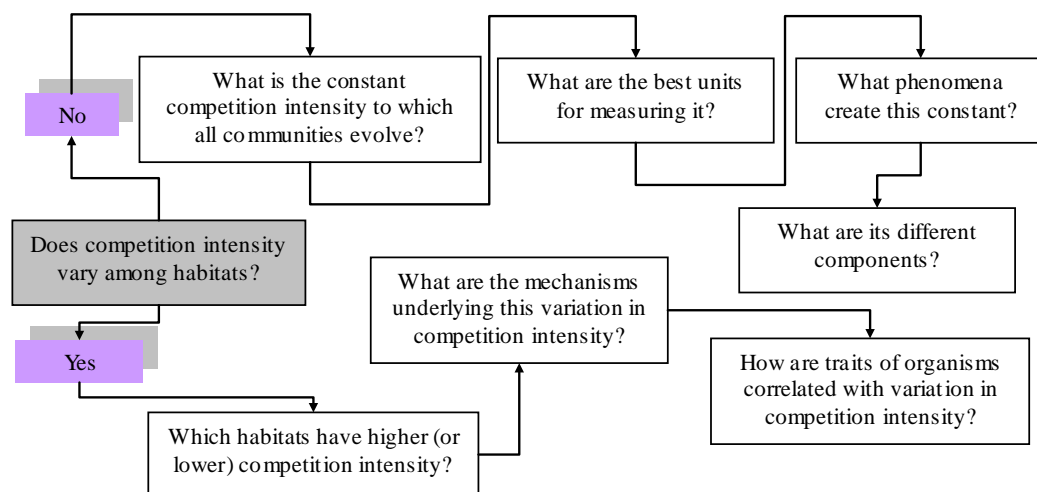 No
What is the constant
competition intensity to which
all communities evolve?
What are the best units
for measuring it?
What phenomena
create this constant?
What are its different
components?
Does competition intensity
vary among habitats?
Yes
Which habitats have higher (or
lower) competition intensity?
What are the mechanisms
underlying this variation in
competition intensity?
How are traits of organisms
correlated with variation in
competition intensity?